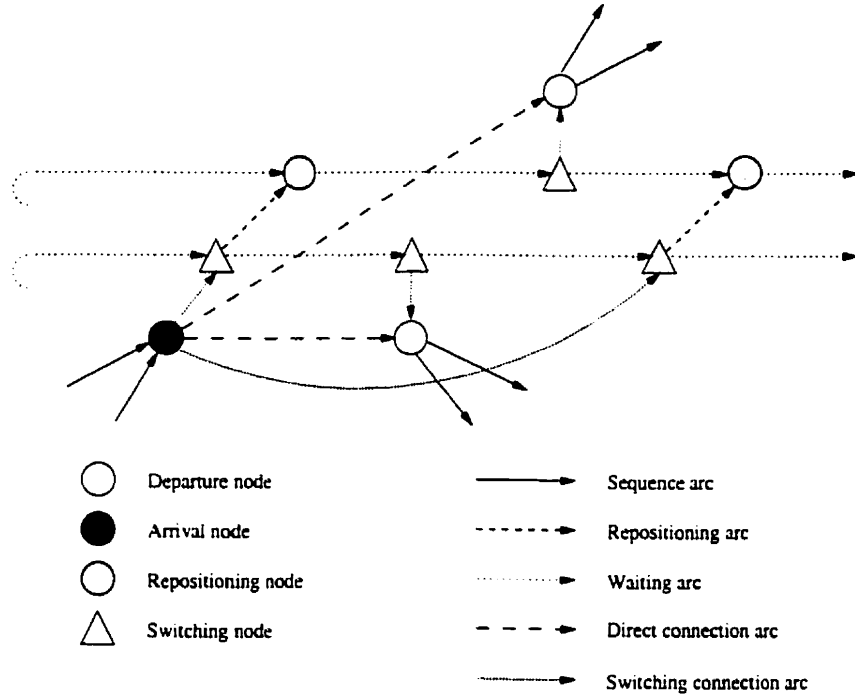 Departure node
Arrival node
Repositioning node
Switching node
Sequence arc
Repositioning arc
Waiting arc
Direct connection arc
Switching connection arc